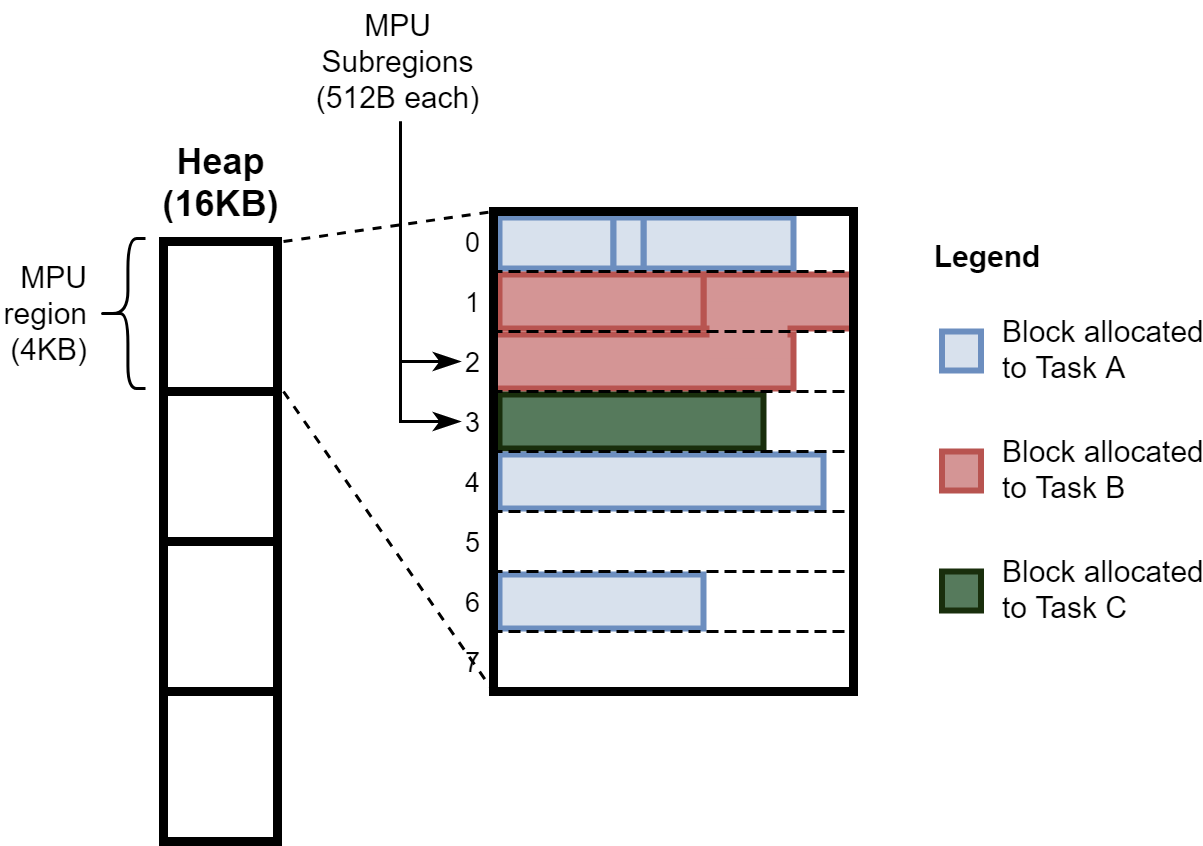 MPU
Subregions
(512B each)
Heap
(16KB)
MPU
region
(4KB)
0
1
2
3
4
5
6
7
Legend
Block allocated
to Task A
Block allocated
to Task B
Block allocated
to Task C